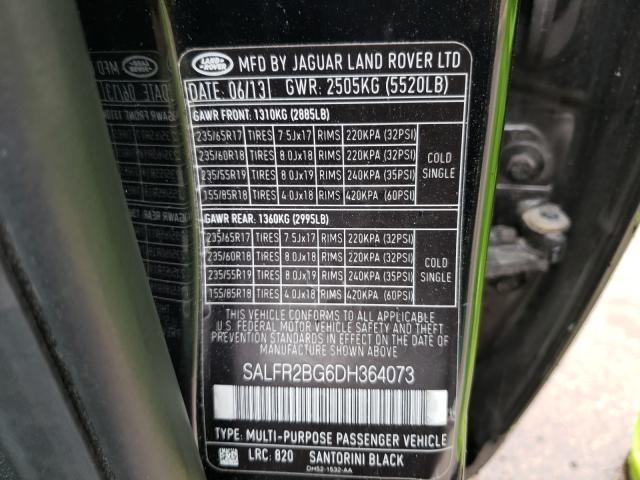 LAND ROVER MFD BY JAGUAR LAND ROVER LTD
DATE: 06/13 GWR: 2505KG (5520LB)
GAWR FRONT: 1310KG (2885LB)
235/65R17 TIRES 7.5Jx17 RIMS 220KPA (32PSI)
235/60R18 TIRES 8.0Jx18 RIMS 220KPA (32PSI)
235/55R19 TIRES 8.0Jx19 RIMS 240KPA (35PSI)
155/85R18 TIRES 4.0Jx18 RIMS 420KPA (60PSI)
COLD
SINGLE
GAWR REAR: 1360KG (2995LB)
235/65R17 TIRES 7.5Jx17 RIMS 220KPA (32PSI)
235/60R18 TIRES 8.0Jx18 RIMS 220KPA (32PSI)
235/55R19 TIRES 8.0Jx19 RIMS 240KPA (35PSI)
155/85R18 TIRES 4.0Jx18 RIMS 420KPA (60PSI)
COLD
SINGLE
THIS VEHICLE CONFORMS TO ALL APPLICABLE
U.S. FEDERAL MOTOR VEHICLE SAFETY AND THEFT
PREVENTION STANDARDS IN EFFECT ON THE DATE
OF MANUFACTURE SHOWN ABOVE.
SALFR2BG6DH364073
TYPE: MULTI-PURPOSE PASSENGER VEHICLE
LRC: 820 SANTORINI BLACK
DH52-1532-AA